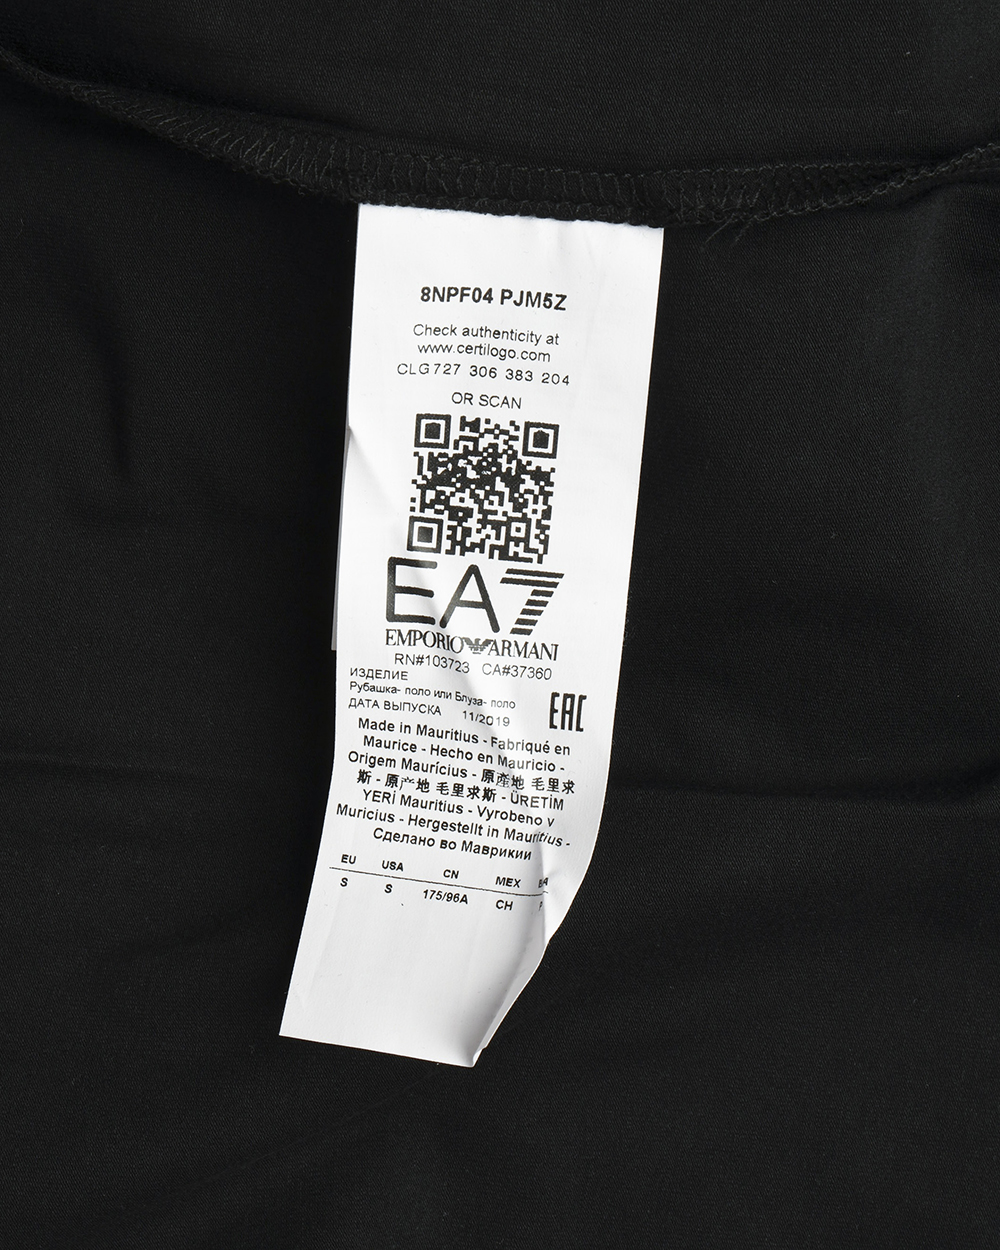 8NPF04 PJM5Z
Check authenticity at
www.certilogo.com
CLG 727 306 383 204
OR SCAN
EA7
EMPORIO ARMANI
RN#103723 CA#37360
ИЗДЕЛИЕ
Рубашка- поло или Блуза- поло
ДАТА ВЫПУСКА 11/2019
EAC
Made in Mauritius - Fabriqué en
Maurice - Hecho en Mauricio -
Origem Maurícius - 原產地 毛里求
斯 - 原产地 毛里求斯 - ÜRETİM
YERİ Mauritius - Vyrobeno v
Muricius - Hergestellt in Mauritius -
Сделано во Маврикии
EU USA CN MEX
S S 175/96A CH